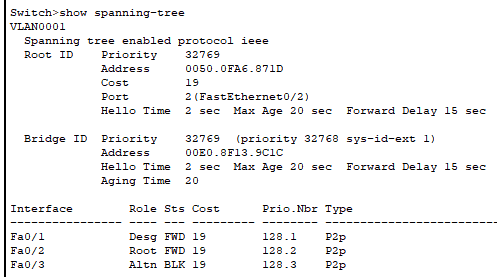 Switch>show spanning-tree
VLAN0001
  Spanning tree enabled protocol ieee
  Root ID    Priority    32769
             Address     0050.0FA6.871D
             Cost        19
             Port        2(FastEthernet0/2)
             Hello Time  2 sec  Max Age 20 sec  Forward Delay 15 sec

  Bridge ID  Priority    32769  (priority 32768 sys-id-ext 1)
             Address     00E0.8F13.9C1C
             Hello Time  2 sec  Max Age 20 sec  Forward Delay 15 sec
             Aging Time  20

Interface        Role Sts Cost      Prio.Nbr Type
---------------- ---- --- --------- -------- --------------------------------
Fa0/1            Desg FWD 19        128.1    P2p
Fa0/2            Root FWD 19        128.2    P2p
Fa0/3            Altn BLK 19        128.3    P2p